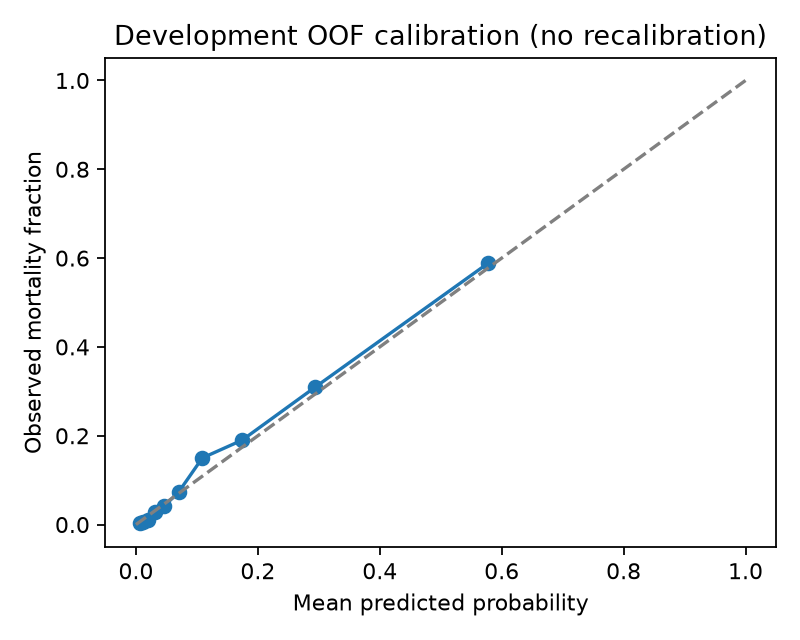 Development OOF calibration (no recalibration)
Observed mortality fraction
1.0
0.8
0.6
0.4
0.2
0.0
0.0 0.2 0.4 0.6 0.8 1.0
Mean predicted probability